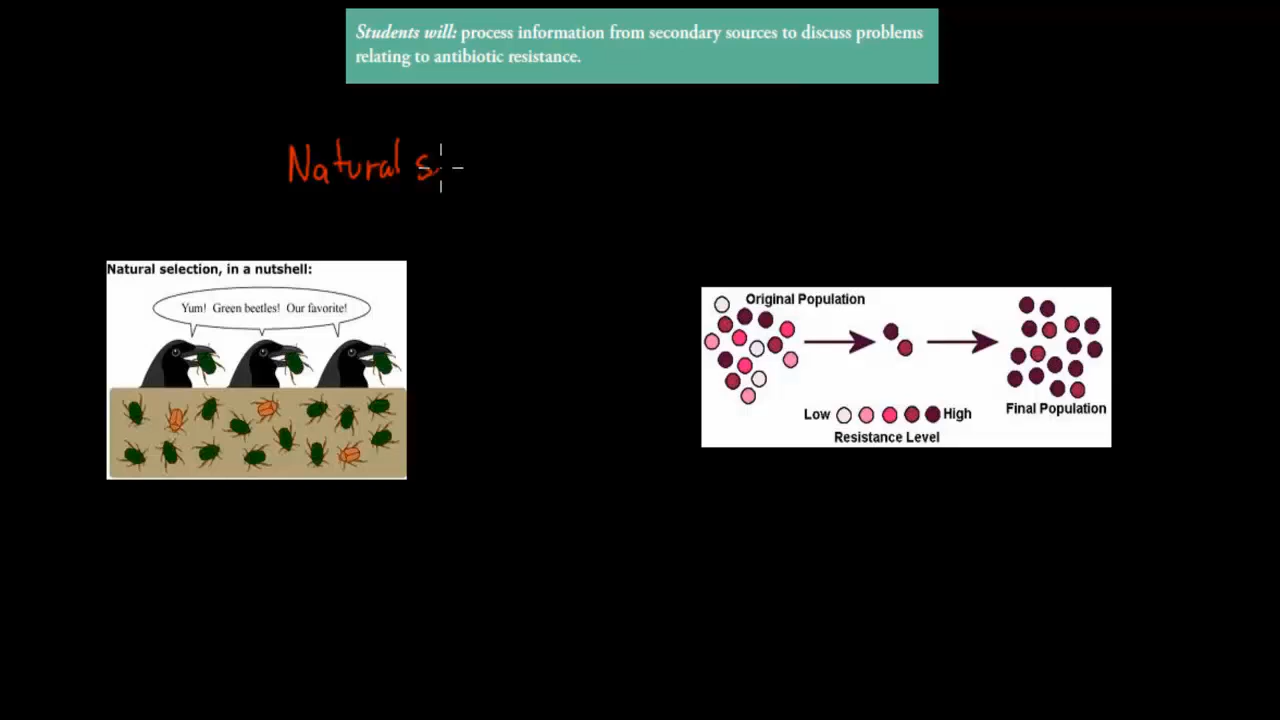 Students will: process information from secondary sources to discuss problems
relating to antibiotic resistance.
Natural s
Natural selection, in a nutshell:
Yum! Green beetles! Our favorite!
Original Population
Low High
Resistance Level
Final Population